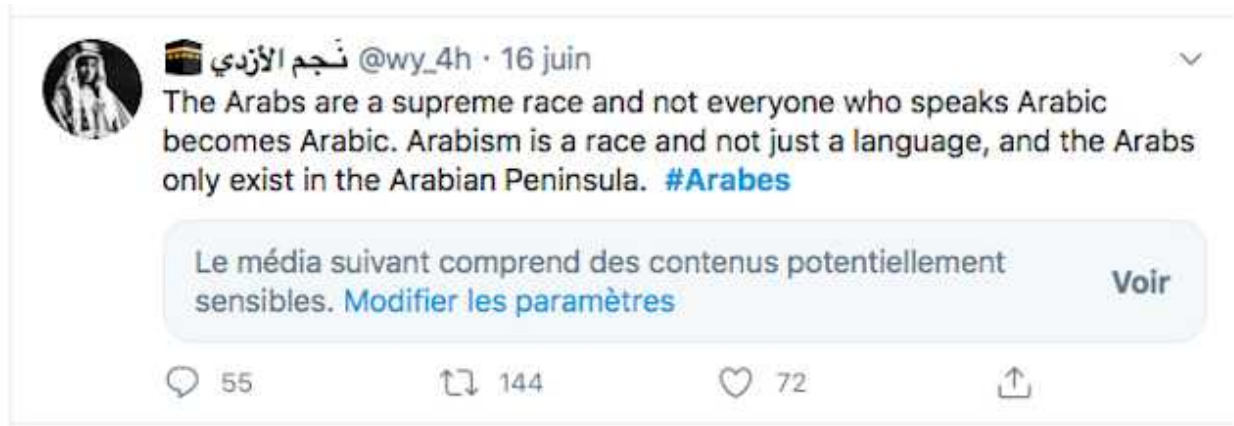 نَجم الأزدي 🕋 @wy_4h · 16 juin
The Arabs are a supreme race and not everyone who speaks Arabic
becomes Arabic. Arabism is a race and not just a language, and the Arabs
only exist in the Arabian Peninsula. #Arabes
Le média suivant comprend des contenus potentiellement
sensibles. Modifier les paramètres
Voir
55 144 72